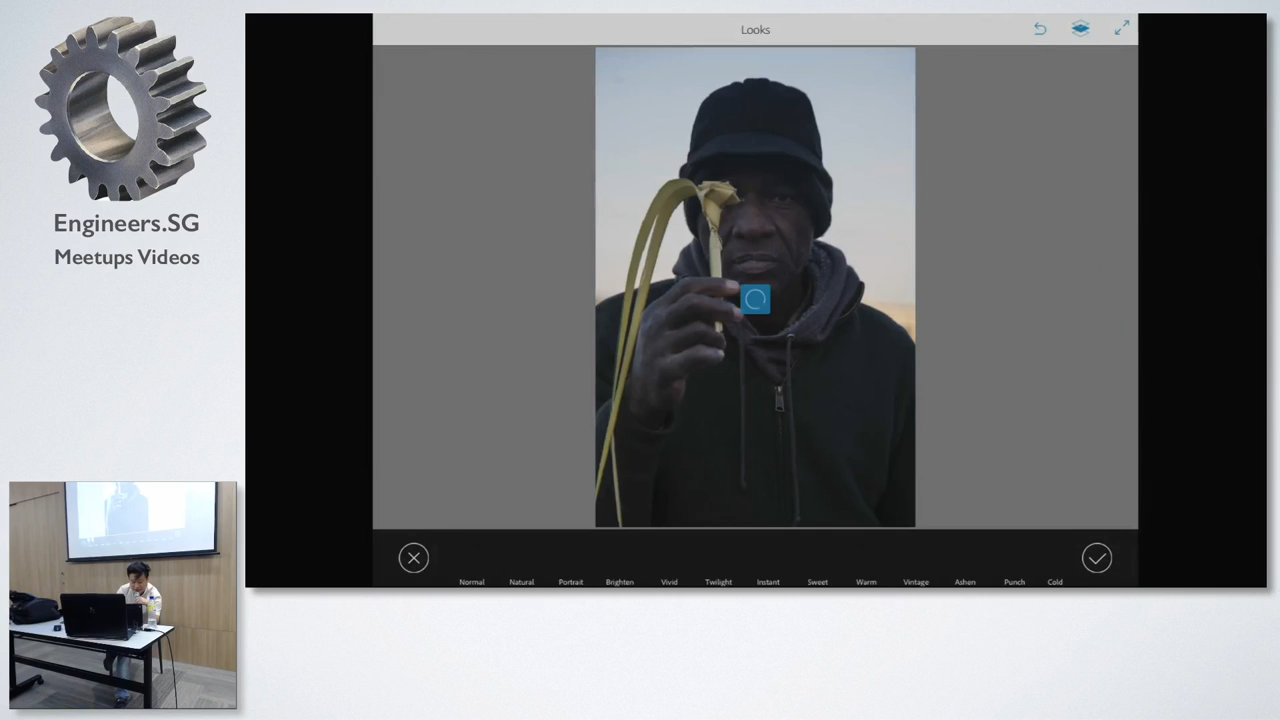 Engineers.SG
Meetups Videos
Looks
Normal Natural Portrait Brighten Vivid Twilight Instant Sweet Warm Vintage Ashen Punch Cold